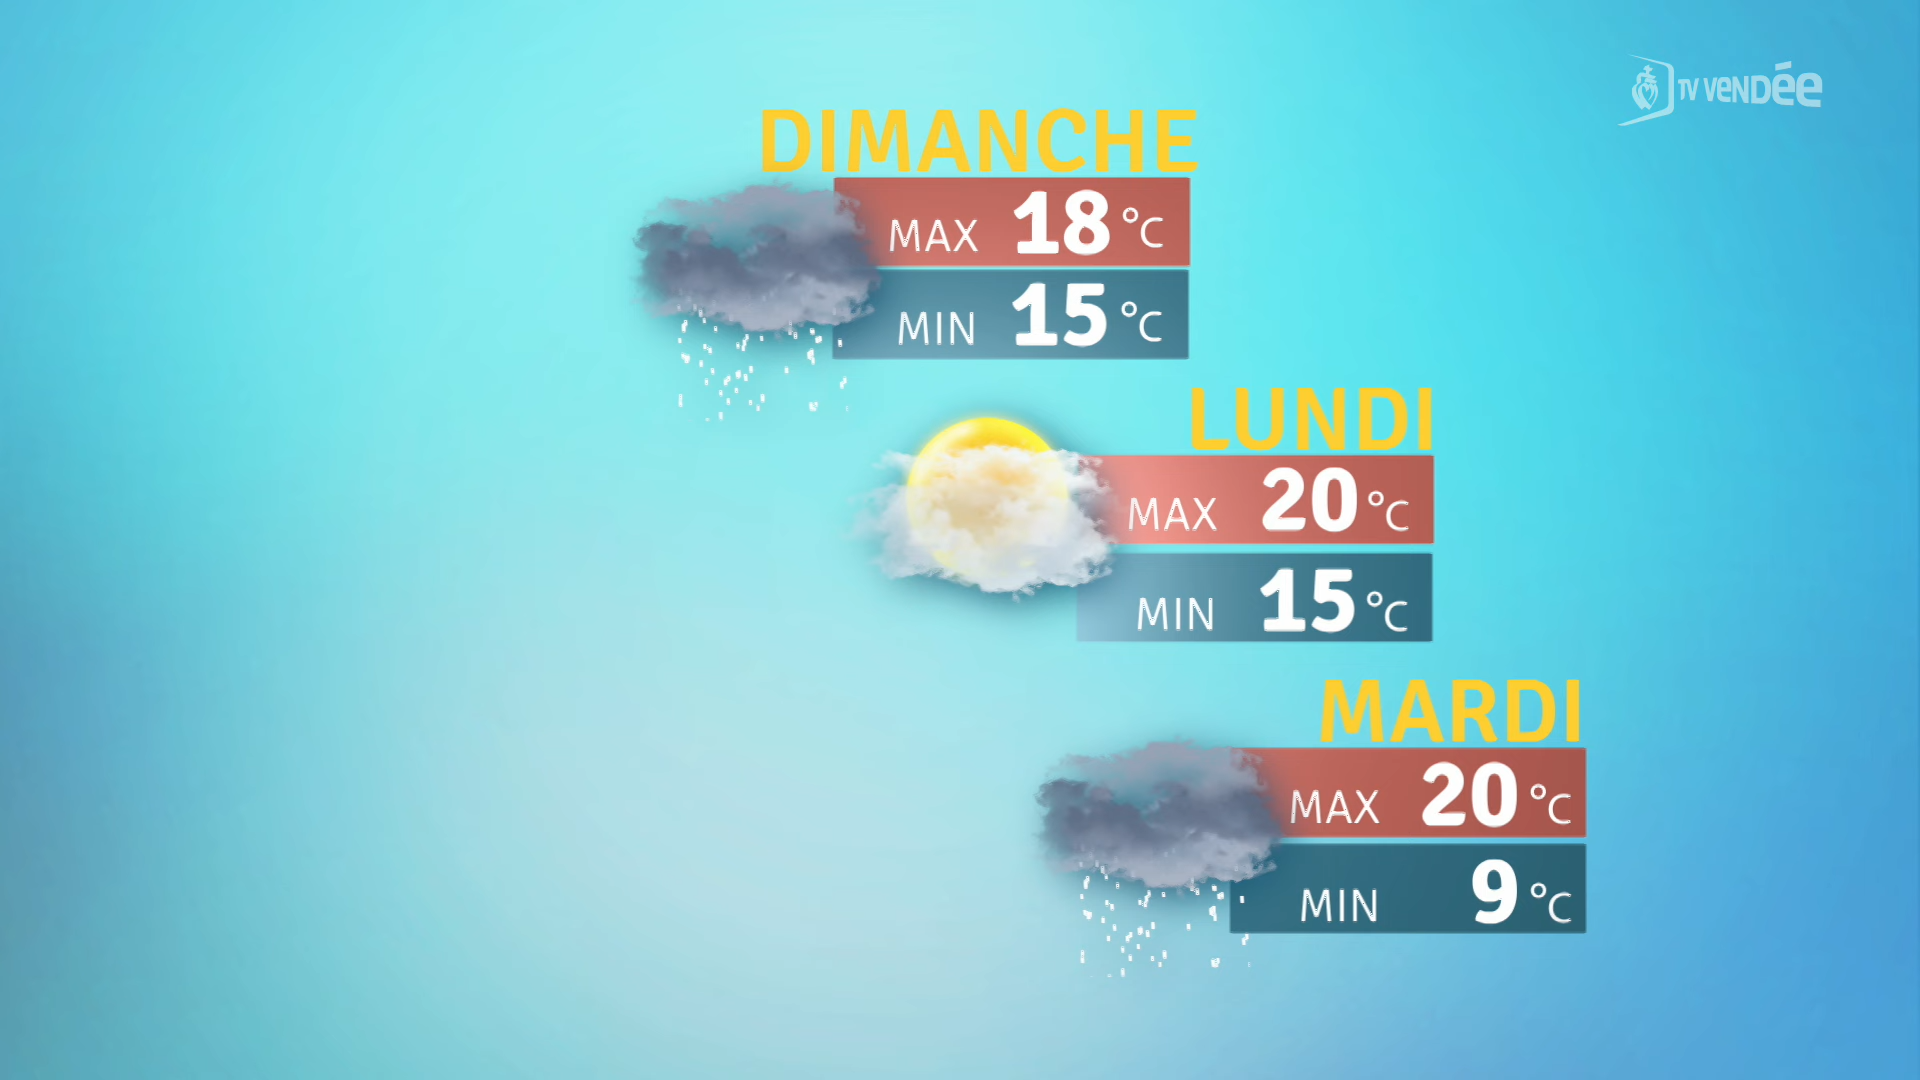 TV VENDÉE
DIMANCHE
MAX 18 °C
MIN 15 °C
LUNDI
MAX 20 °C
MIN 15 °C
MARDI
MAX 20 °C
MIN 9 °C